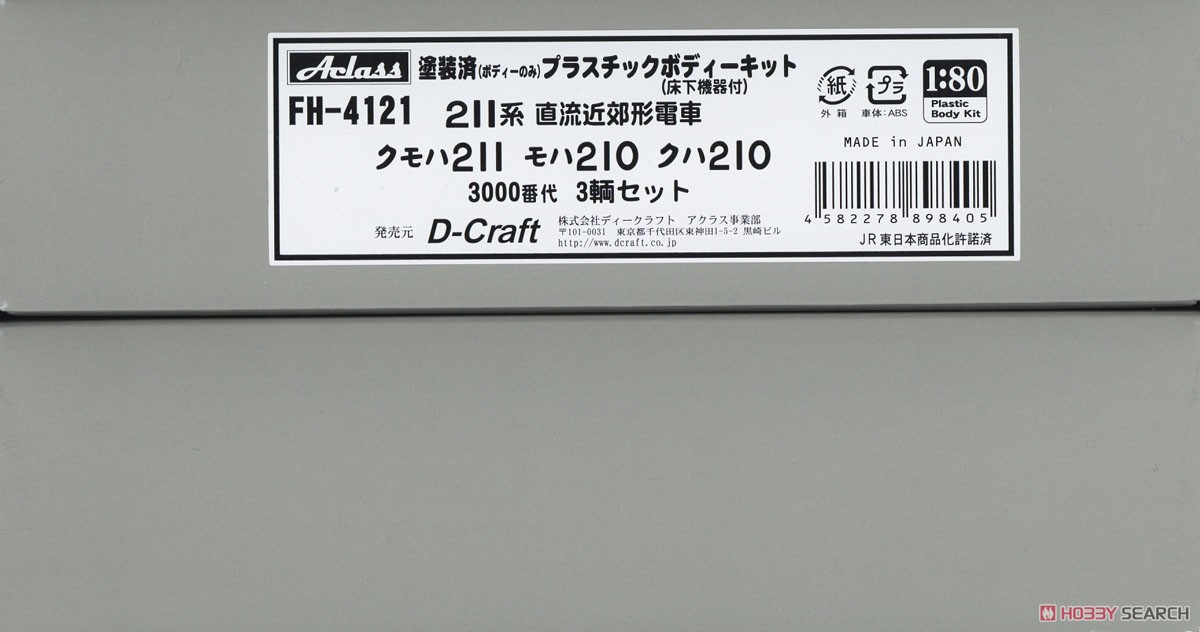 Aclass 塗装済(ボディーのみ)プラスチックボディーキット
(床下機器付)
FH-4121 211系 直流近郊形電車
クモハ211 モハ210 クハ210
3000番代 3輌セット
発売元 D-Craft
株式会社ディークラフト アクラス事業部
〒101-0031 東京都千代田区東神田1-5-2 黒崎ビル
http://www.dcraft.co.jp
紙
外箱
プラ
車体:ABS
1:80
Plastic
Body Kit
MADE in JAPAN
4 582278 898405
JR東日本商品化許諾済
HOBBY SEARCH